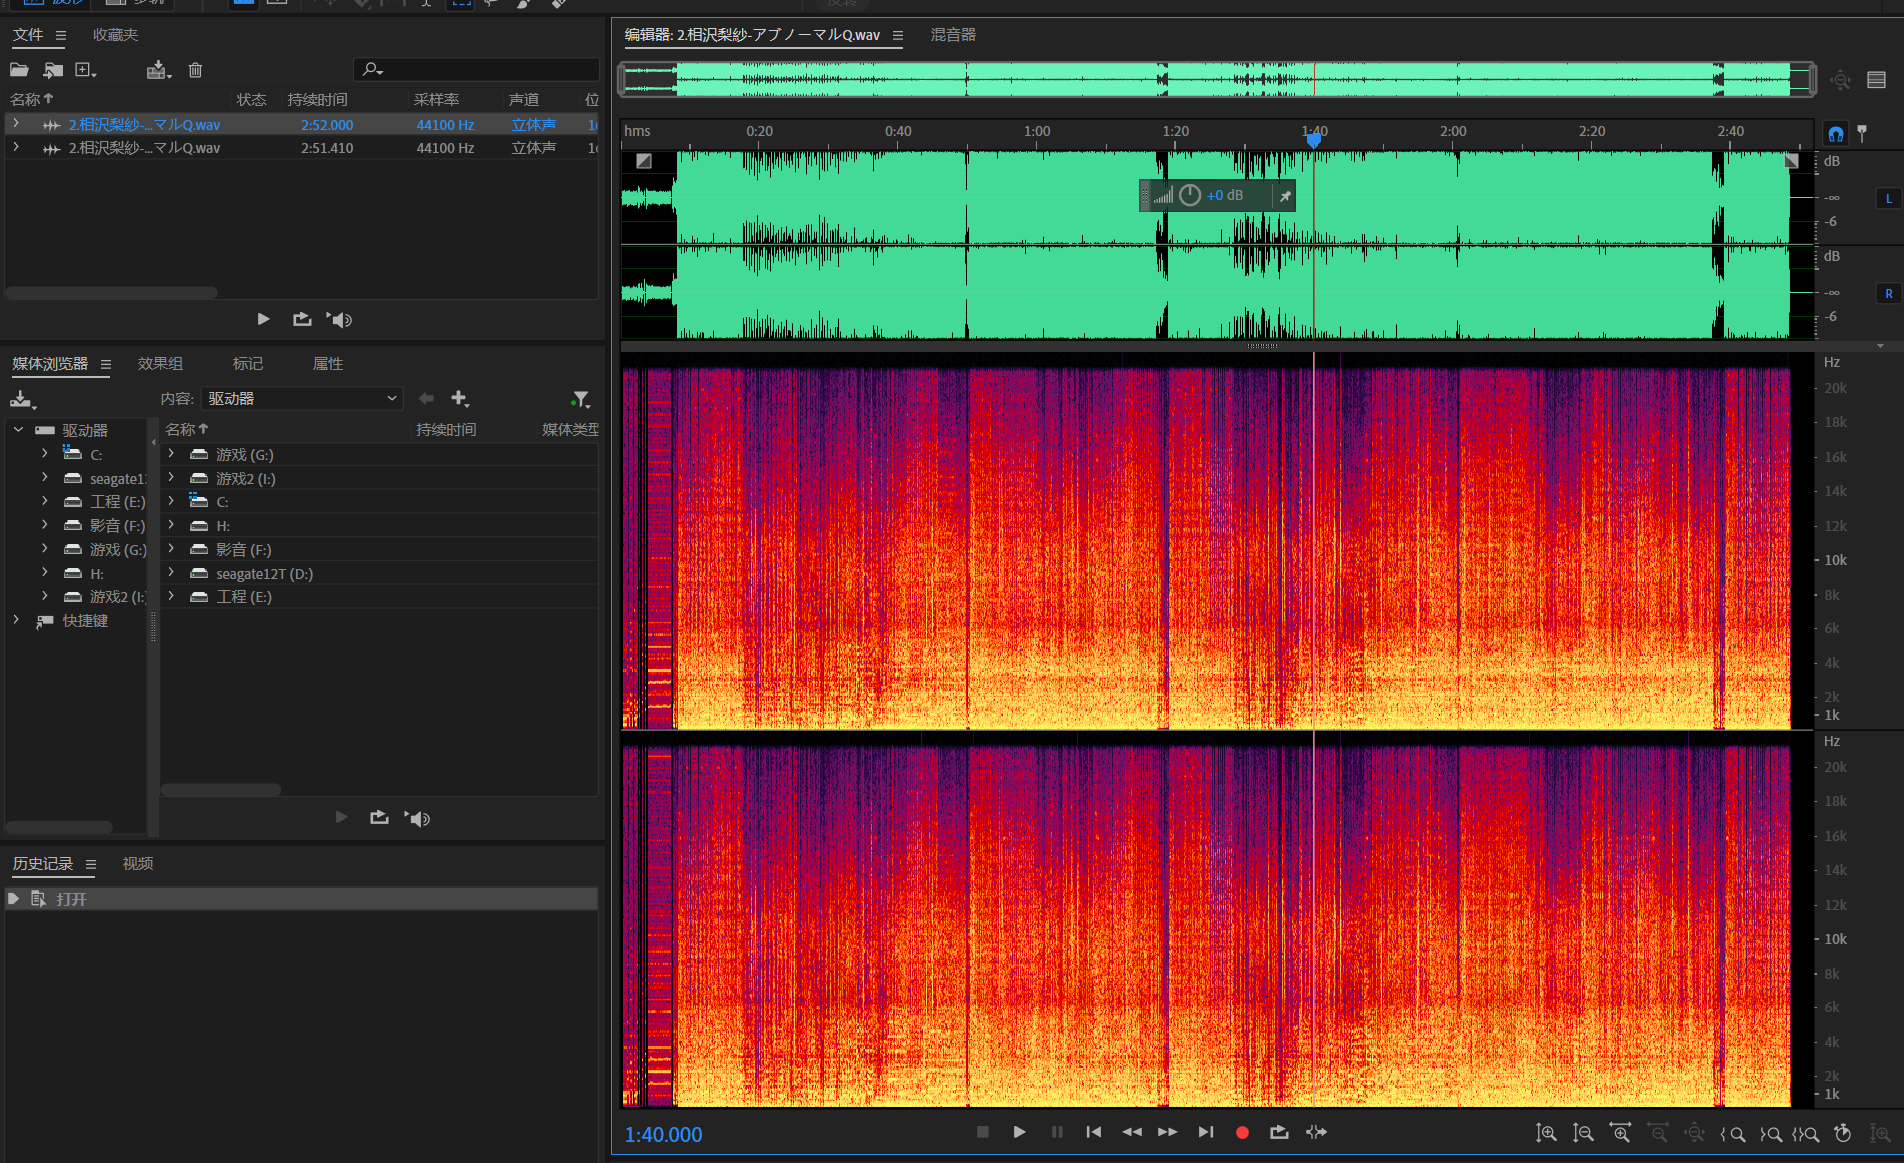 波形
多轨
反转
文件
收藏夹
名称 状态 持续时间 采样率 声道 位
2.相沢梨紗-...マルQ.wav 2:52.000 44100 Hz 立体声 16
2.相沢梨紗-...マルQ.wav 2:51.410 44100 Hz 立体声 16
媒体浏览器 效果组 标记 属性
内容: 驱动器
驱动器
C:
seagate12
工程 (E:)
影音 (F:)
游戏 (G:)
H:
游戏2 (I:)
快捷键
名称 持续时间 媒体类型
游戏 (G:)
游戏2 (I:)
C:
H:
影音 (F:)
seagate12T (D:)
工程 (E:)
历史记录 视频
打开
编辑器: 2.相沢梨紗-アブノーマルQ.wav 混音器
hms 0:20 0:40 1:00 1:20 1:40 2:00 2:20 2:40
+0 dB
dB
-∞
-6
L
dB
-∞
-6
R
Hz
20k
18k
16k
14k
12k
10k
8k
6k
4k
2k
1k
Hz
20k
18k
16k
14k
12k
10k
8k
6k
4k
2k
1k
1:40.000